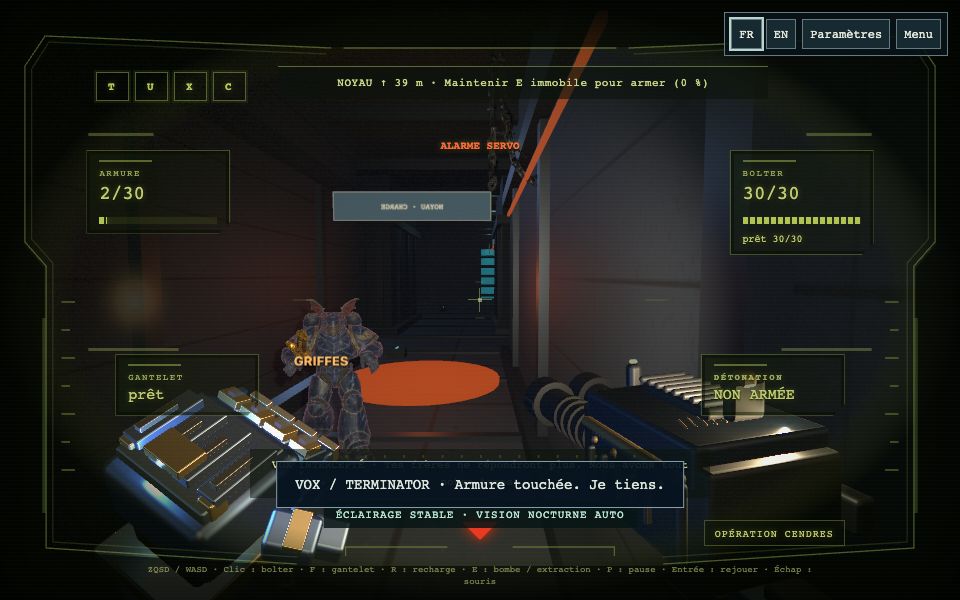 FR EN Paramètres Menu
T U X C
NOYAU ↑ 39 m · Maintenir E immobile pour armer (0 %)
ALARME SERVO
ARMURE
2/30
BOLTER
30/30
prêt 30/30
NOYAU · CHARGE
GRIFFES
GANTELET
prêt
DÉTONATION
NON ARMÉE
VOX / TERMINATOR · Armure touchée. Je tiens.
ÉCLAIRAGE STABLE · VISION NOCTURNE AUTO
OPÉRATION CENDRES
ZQSD / WASD · Clic : bolter · F : gantelet · R : recharge · E : bombe / extraction · P : pause · Entrée : rejouer · Échap :
souris